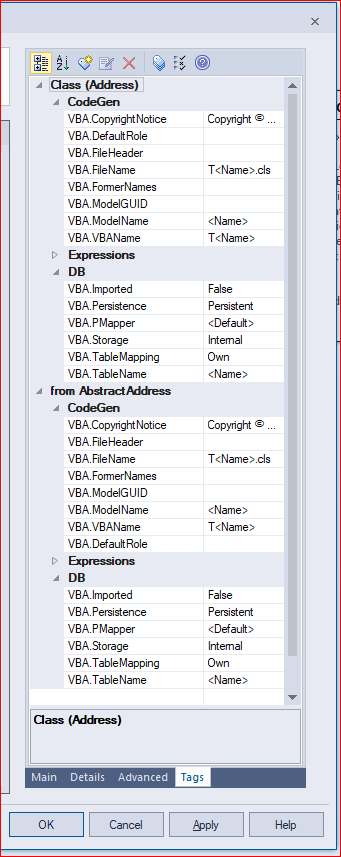 Class (Address)
CodeGen
VBA.CopyrightNotice Copyright © ...
VBA.DefaultRole
VBA.FileHeader
VBA.FileName T<Name>.cls
VBA.FormerNames
VBA.ModelGUID
VBA.ModelName <Name>
VBA.VBAName T<Name>
Expressions
DB
VBA.Imported False
VBA.Persistence Persistent
VBA.PMapper <Default>
VBA.Storage Internal
VBA.TableMapping Own
VBA.TableName <Name>
from AbstractAddress
CodeGen
VBA.CopyrightNotice Copyright © ...
VBA.FileHeader
VBA.FileName T<Name>.cls
VBA.FormerNames
VBA.ModelGUID
VBA.ModelName <Name>
VBA.VBAName T<Name>
VBA.DefaultRole
Expressions
DB
VBA.Imported False
VBA.Persistence Persistent
VBA.PMapper <Default>
VBA.Storage Internal
VBA.TableMapping Own
VBA.TableName <Name>
Class (Address)
Main Details Advanced Tags
OK Cancel Apply Help